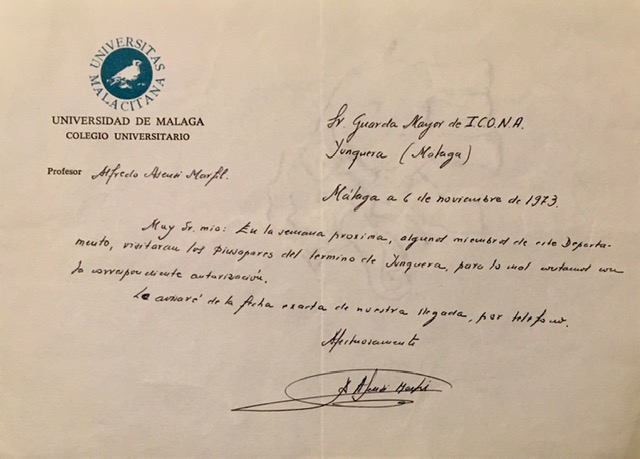 UNIVERSITAS
MALACITANA
UNIVERSIDAD DE MALAGA
COLEGIO UNIVERSITARIO
Profesor Alfredo Asensi Marfil.
Sr. Guarda Mayor de I.C.O.N.A.
Yunquera (Malaga)
Málaga a 6 de noviembre de 1973.
Muy Sr. mio: En la semana proxima, algunos miembros de este Departa-
mento, visitaran los Pinsapares del termino de Yunquera, para lo cual contamos con
la correspondiente autorización.
Le avisaré de la fecha exacta de nuestra llegada, por telefono.
Afectuosamente
A Asensi Marfil